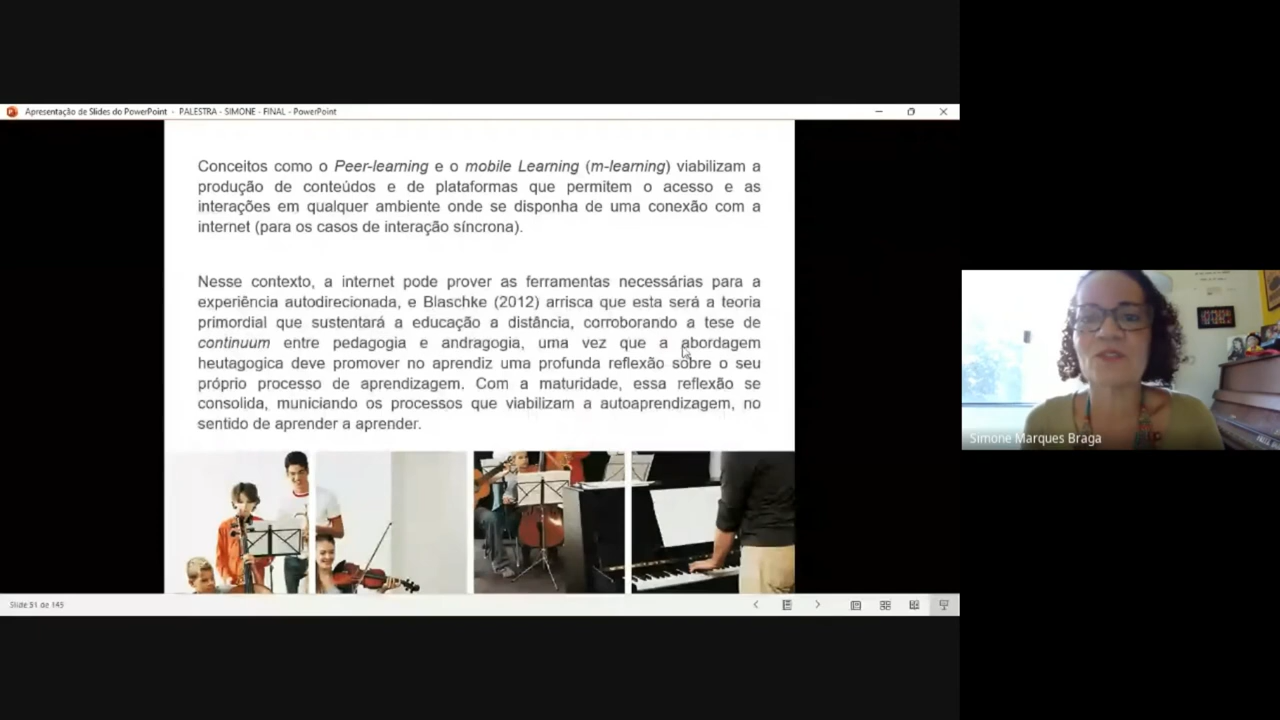 Apresentação de Slides do PowerPoint - PALESTRA - SIMONE - FINAL - PowerPoint
Conceitos como o Peer-learning e o mobile Learning (m-learning) viabilizam a
produção de conteúdos e de plataformas que permitem o acesso e as
interações em qualquer ambiente onde se disponha de uma conexão com a
internet (para os casos de interação síncrona).
Nesse contexto, a internet pode prover as ferramentas necessárias para a
experiência autodirecionada, e Blaschke (2012) arrisca que esta será a teoria
primordial que sustentará a educação a distância, corroborando a tese de
continuum entre pedagogia e andragogia, uma vez que a abordagem
heutagogica deve promover no aprendiz uma profunda reflexão sobre o seu
próprio processo de aprendizagem. Com a maturidade, essa reflexão se
consolida, municiando os processos que viabilizam a autoaprendizagem, no
sentido de aprender a aprender.
Simone Marques Braga
Slide 51 de 145